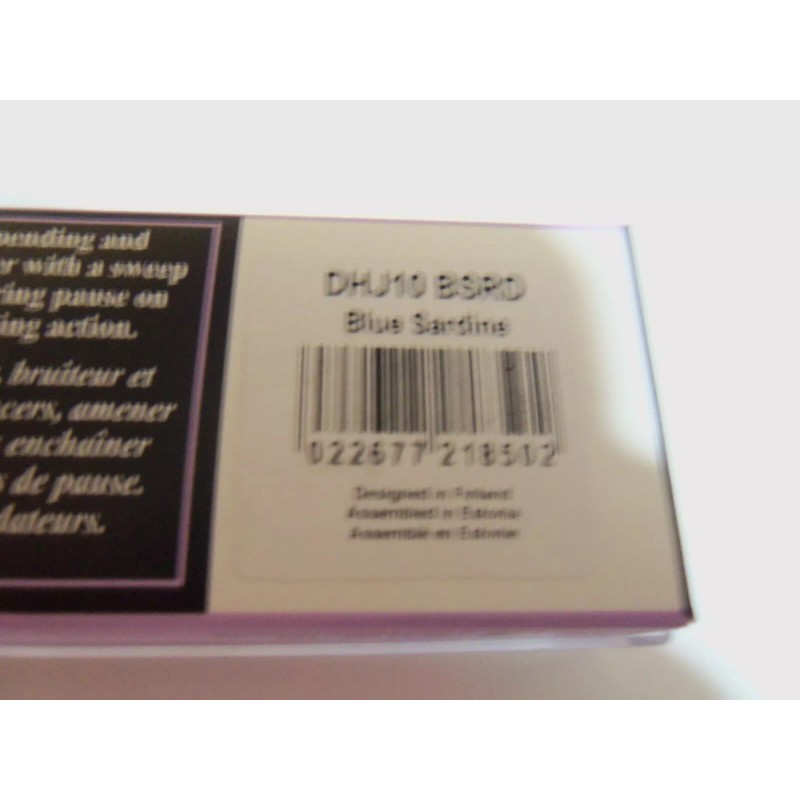 pending and
er with a sweep
ring pause on
ing action.
bruiteur et
cers, amener
enchaîner
s de pause.
dateurs.
DHJ10 BSRD
Blue Sardine
022677 218502
Designed in Finland
Assembled in Estonia
Assemblé en Estonie